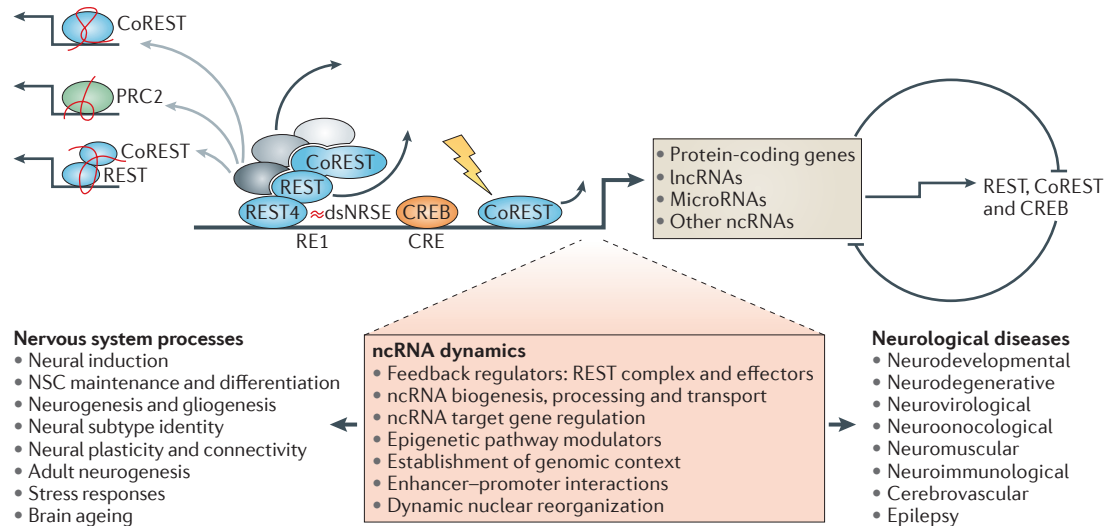 CoREST
PRC2
CoREST
REST
CoREST
REST
REST4
≈dsNRSE
CREB
CoREST
RE1
CRE
• Protein-coding genes
• lncRNAs
• MicroRNAs
• Other ncRNAs
REST, CoREST
and CREB
Nervous system processes
• Neural induction
• NSC maintenance and differentiation
• Neurogenesis and gliogenesis
• Neural subtype identity
• Neural plasticity and connectivity
• Adult neurogenesis
• Stress responses
• Brain ageing
ncRNA dynamics
• Feedback regulators: REST complex and effectors
• ncRNA biogenesis, processing and transport
• ncRNA target gene regulation
• Epigenetic pathway modulators
• Establishment of genomic context
• Enhancer–promoter interactions
• Dynamic nuclear reorganization
Neurological diseases
• Neurodevelopmental
• Neurodegenerative
• Neurovirological
• Neuroonocological
• Neuromuscular
• Neuroimmunological
• Cerebrovascular
• Epilepsy